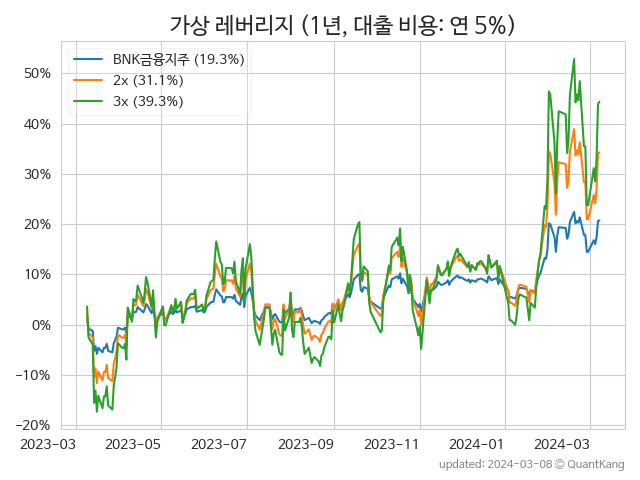 가상 레버리지 (1년, 대출 비용: 연 5%)
BNK금융지주 (19.3%)
2x (31.1%)
3x (39.3%)
50%
40%
30%
20%
10%
0%
−10%
−20%
2023-03 2023-05 2023-07 2023-09 2023-11 2024-01 2024-03
updated: 2024-03-08 © QuantKang